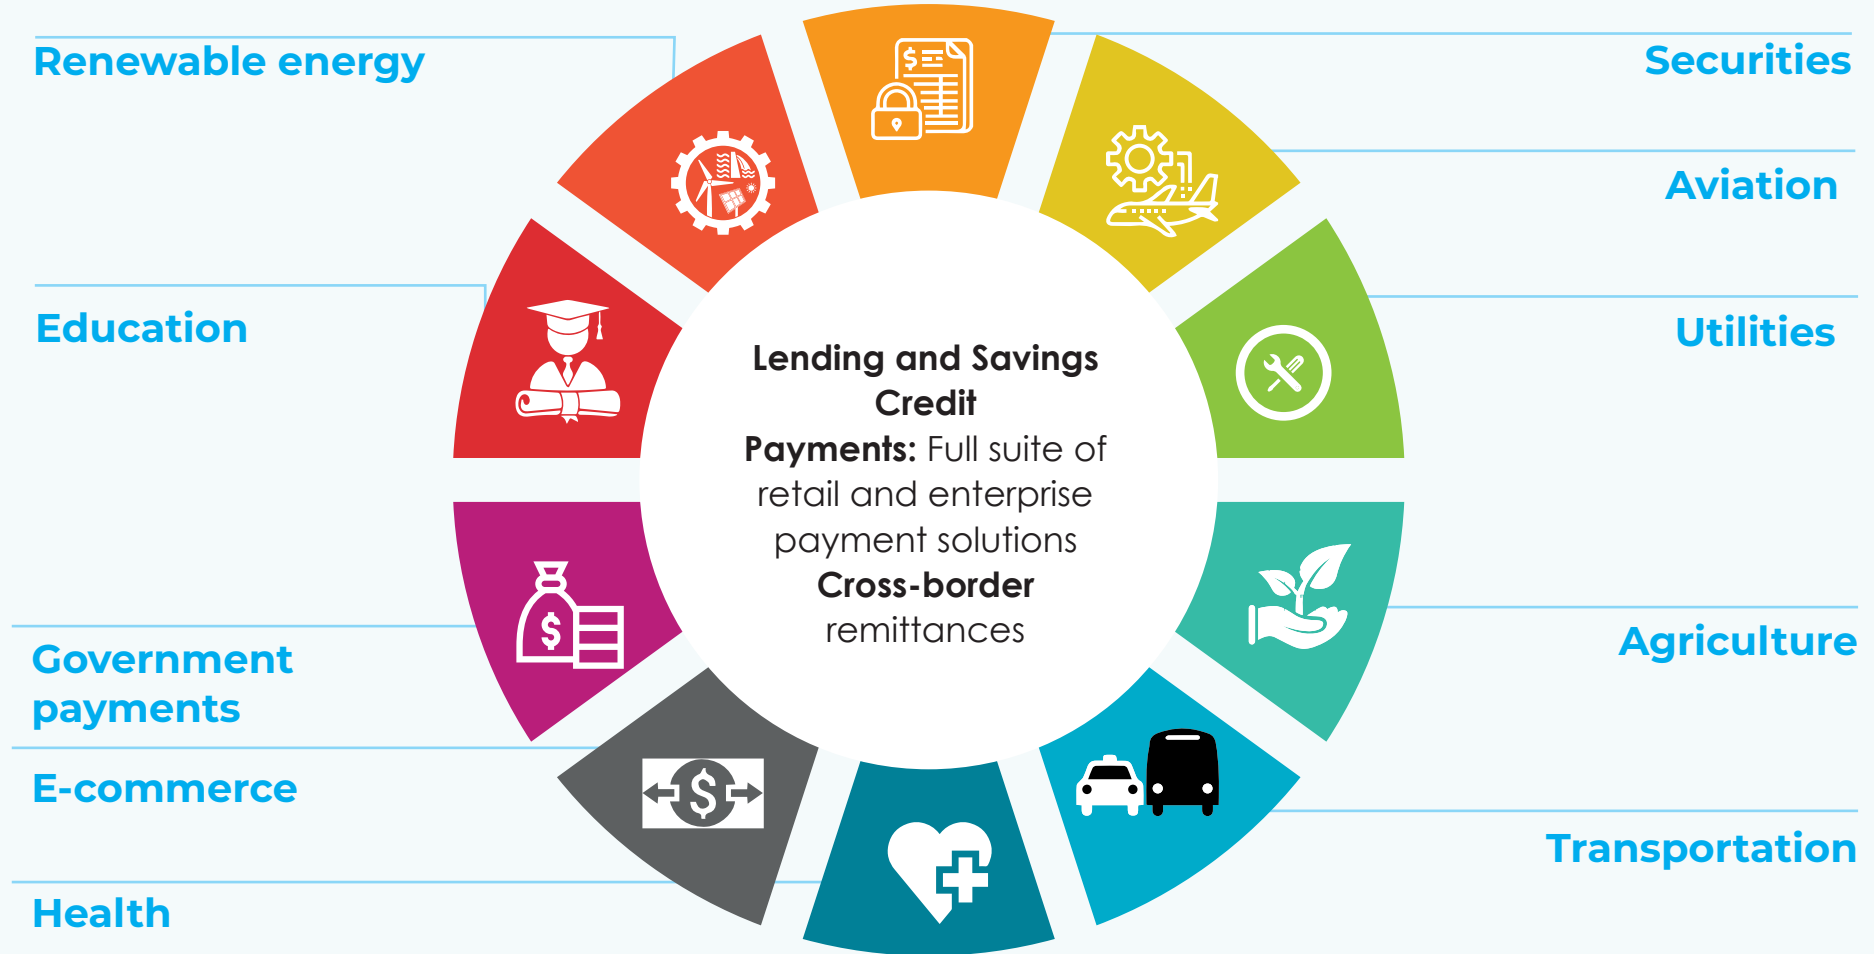 Renewable energy
Education
Government
payments
E-commerce
Health
Lending and Savings
Credit
Payments: Full suite of
retail and enterprise
payment solutions
Cross-border
remittances
Securities
Aviation
Utilities
Agriculture
Transportation
$
$
$